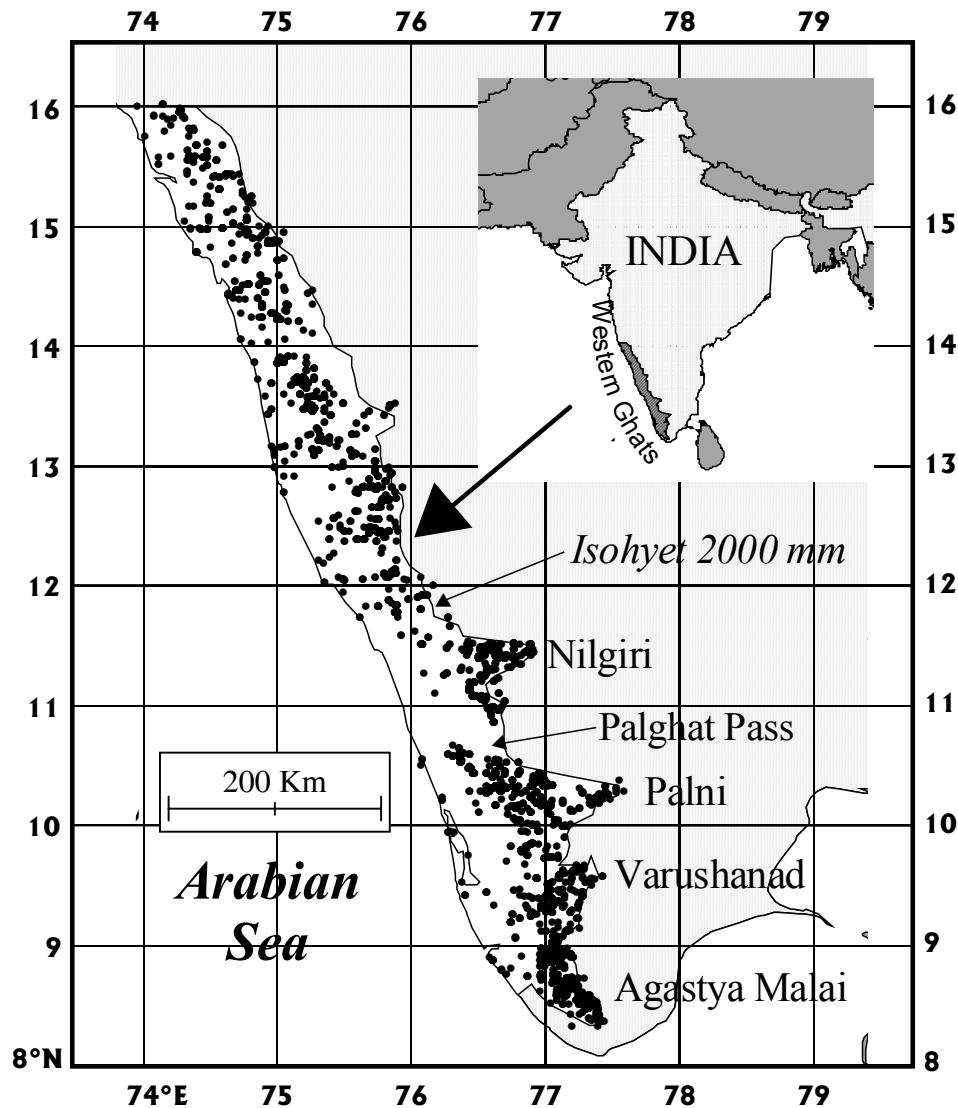 74 75 76 77 78 79
16 16
INDIA
15 15
Western Ghats
14 14
13 13
Isohyet 2000 mm
12 12
Nilgiri
11 11
Palghat Pass
200 Km
Palni
10 10
Arabian
Sea
Varushanad
9 9
Agastya Malai
8°N 8
74°E 75 76 77 78 79